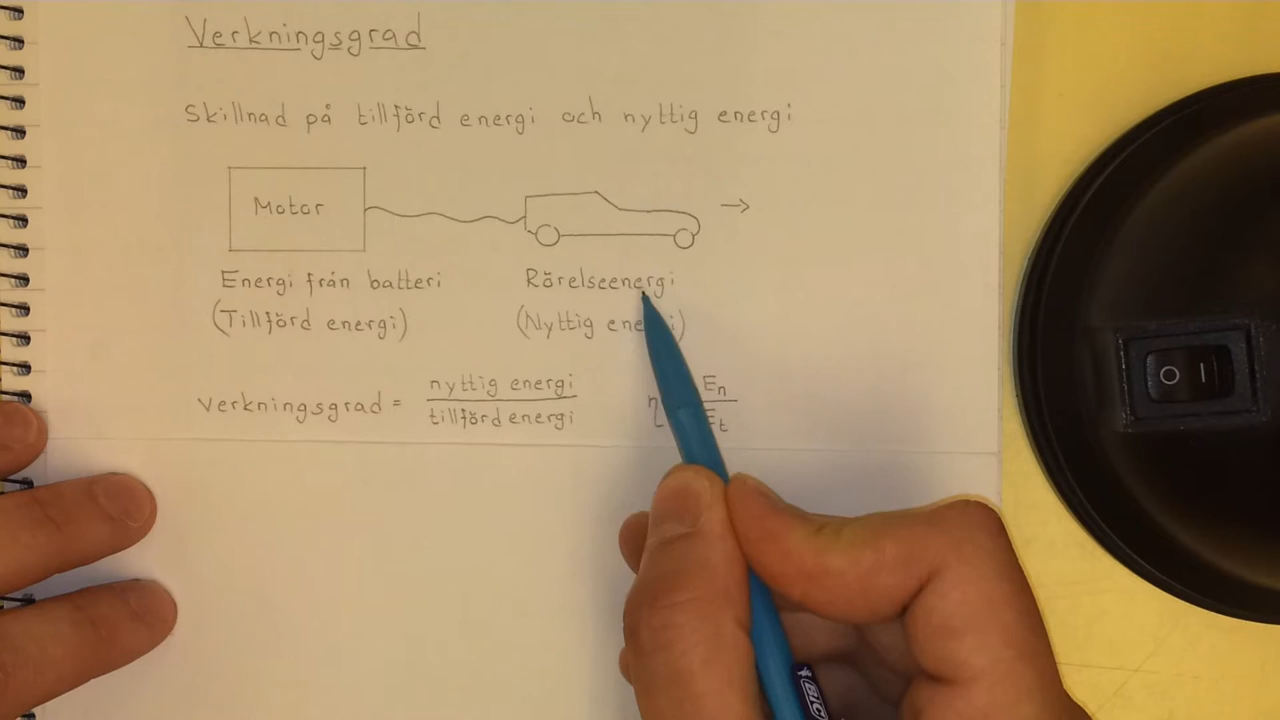 Verkningsgrad
Skillnad på tillförd energi och nyttig energi
Motor
Energi från batteri
(Tillförd energi)
Rörelseenergi
(Nyttig
verkningsgrad = nyttig energi / tillförd energi
η En / Et
BIC
O I